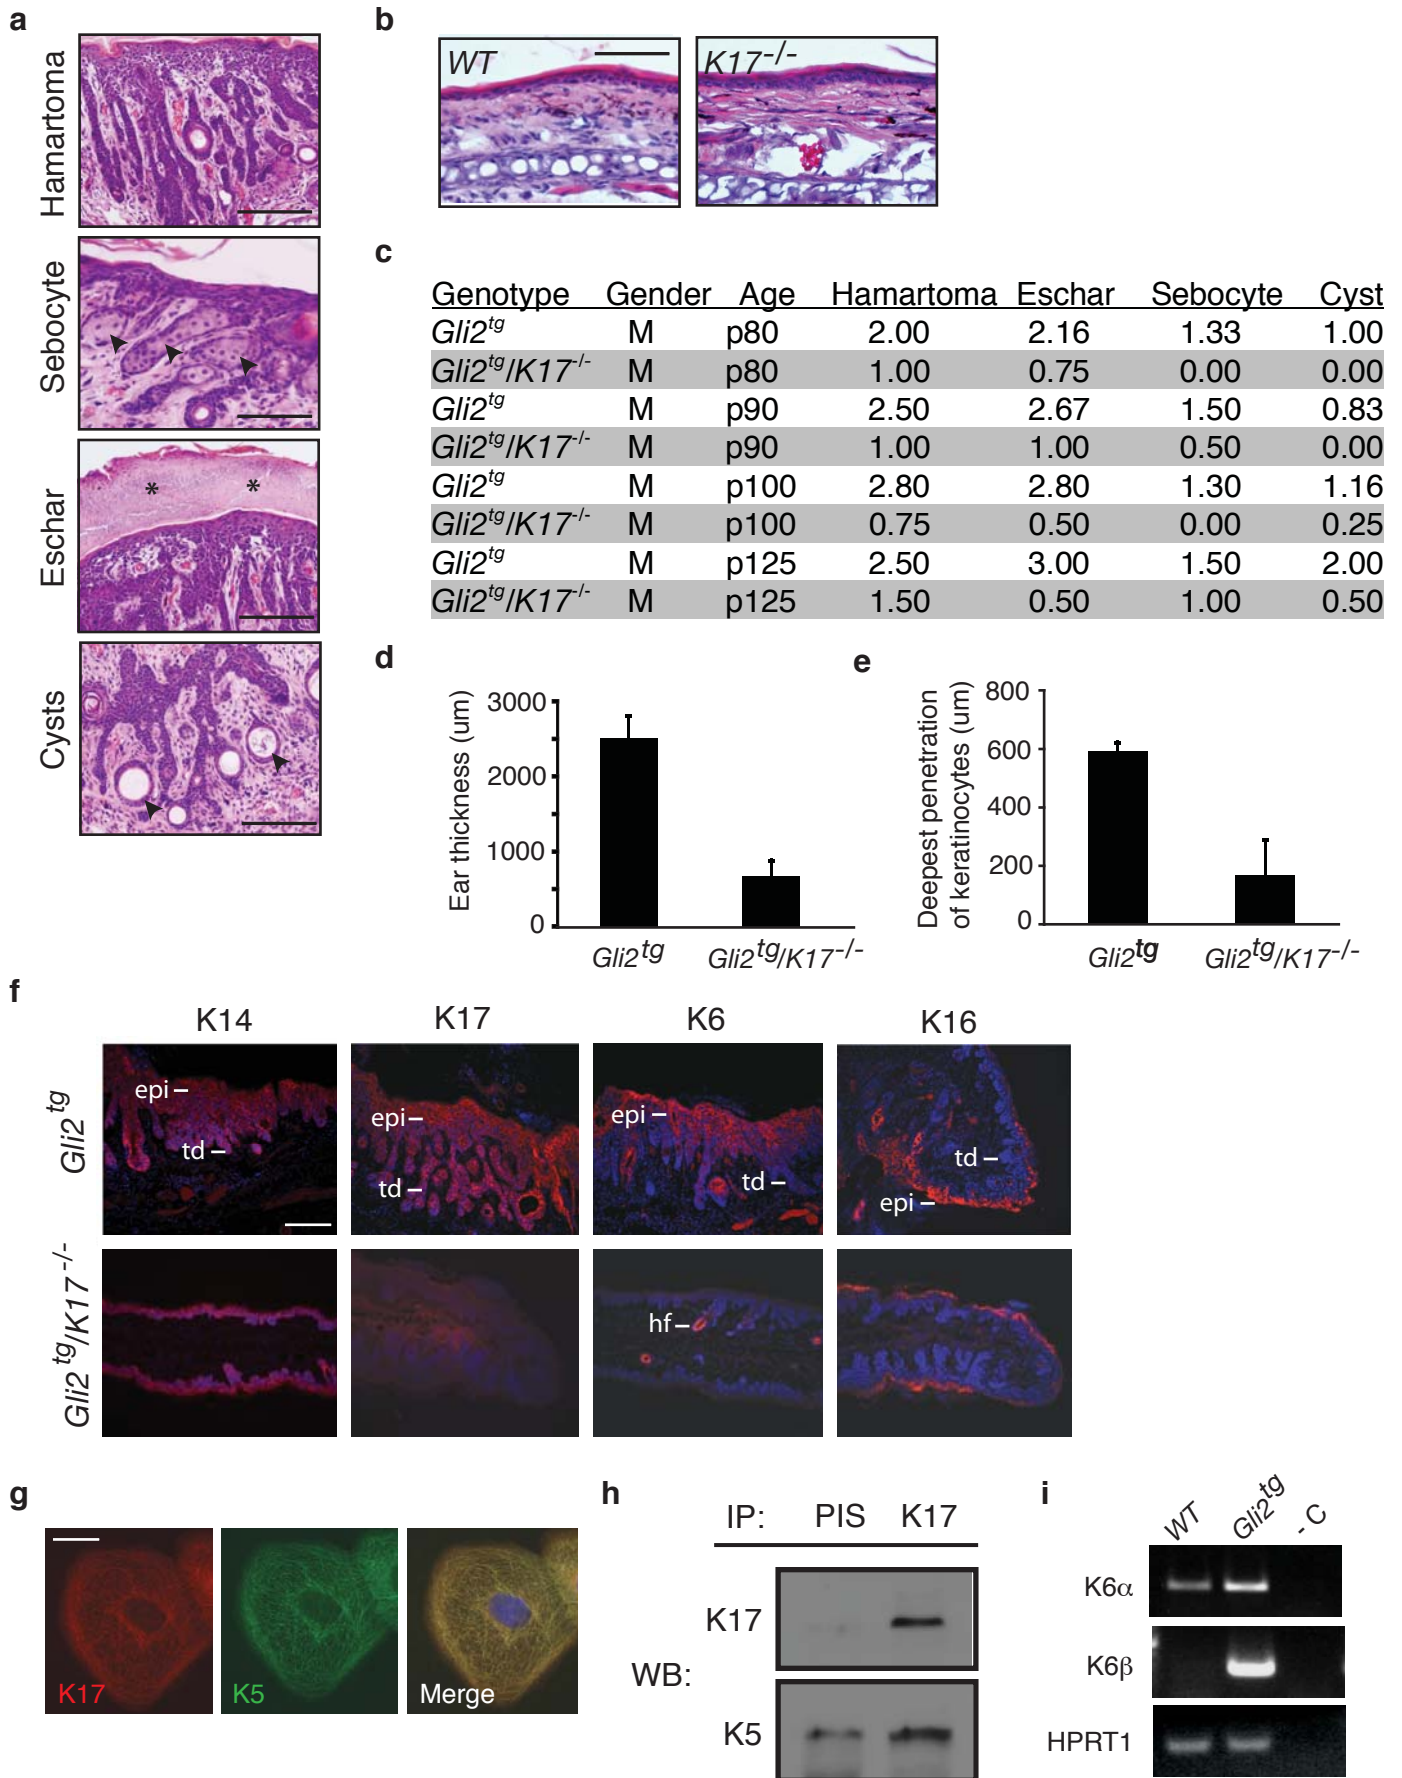 a
Hamartoma
Sebocyte
* *
Eschar
Cysts
b
WT
K17-/-
c
Genotype Gender Age Hamartoma Eschar Sebocyte Cyst
Gli2tg M p80 2.00 2.16 1.33 1.00
Gli2tg/K17-/- M p80 1.00 0.75 0.00 0.00
Gli2tg M p90 2.50 2.67 1.50 0.83
Gli2tg/K17-/- M p90 1.00 1.00 0.50 0.00
Gli2tg M p100 2.80 2.80 1.30 1.16
Gli2tg/K17-/- M p100 0.75 0.50 0.00 0.25
Gli2tg M p125 2.50 3.00 1.50 2.00
Gli2tg/K17-/- M p125 1.50 0.50 1.00 0.50
d
Ear thickness (um)
3000
2000
1000
0
Gli2tg Gli2tg/K17-/-
e
Deepest penetration
of keratinocytes (um)
800
600
400
200
0
Gli2tg Gli2tg/K17-/-
f
K14 K17 K6 K16
Gli2tg
epi
td
epi
td
epi
td
td
epi
Gli2tg/K17-/-
hf
g
K17
K5
Merge
h
IP: PIS K17
WB:
K17
K5
i
WT Gli2tg - C
K6α
K6β
HPRT1